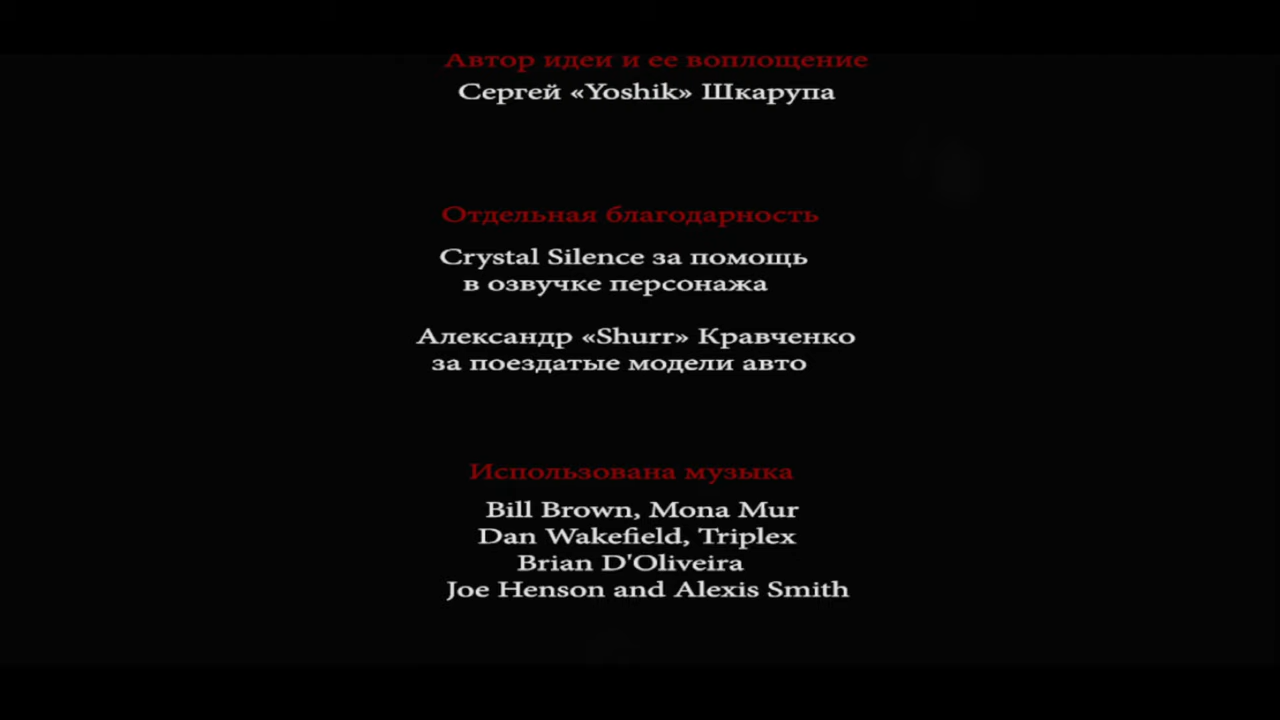 Автор идеи и ее воплощение
Сергей «Yoshik» Шкарупа
Отдельная благодарность
Crystal Silence за помощь
в озвучке персонажа
Александр «Shurr» Кравченко
за поездатые модели авто
Использована музыка
Bill Brown, Mona Mur
Dan Wakefield, Triplex
Brian D'Oliveira
Joe Henson and Alexis Smith